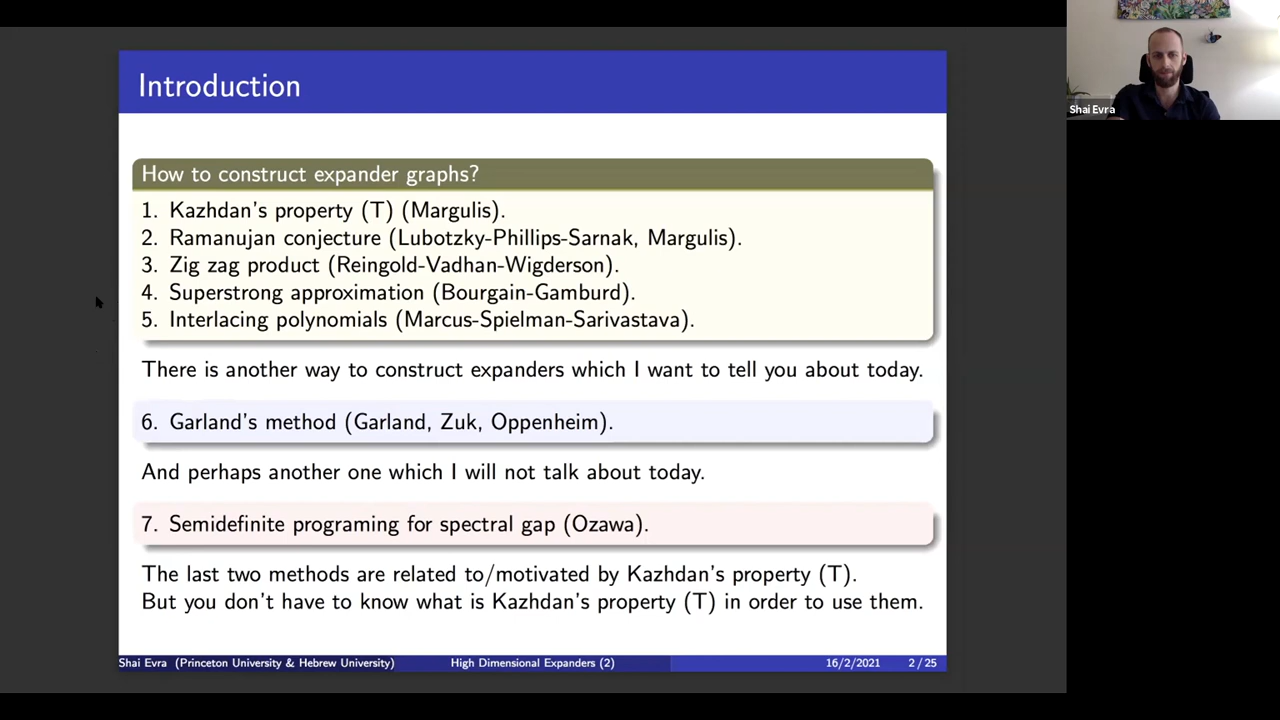 Introduction
How to construct expander graphs?
1. Kazhdan's property (T) (Margulis).
2. Ramanujan conjecture (Lubotzky-Phillips-Sarnak, Margulis).
3. Zig zag product (Reingold-Vadhan-Wigderson).
4. Superstrong approximation (Bourgain-Gamburd).
5. Interlacing polynomials (Marcus-Spielman-Sarivastava).
There is another way to construct expanders which I want to tell you about today.
6. Garland's method (Garland, Zuk, Oppenheim).
And perhaps another one which I will not talk about today.
7. Semidefinite programing for spectral gap (Ozawa).
The last two methods are related to/motivated by Kazhdan's property (T).
But you don't have to know what is Kazhdan's property (T) in order to use them.
Shai Evra (Princeton University & Hebrew University) High Dimensional Expanders (2) 16/2/2021 2 / 25
Shai Evra